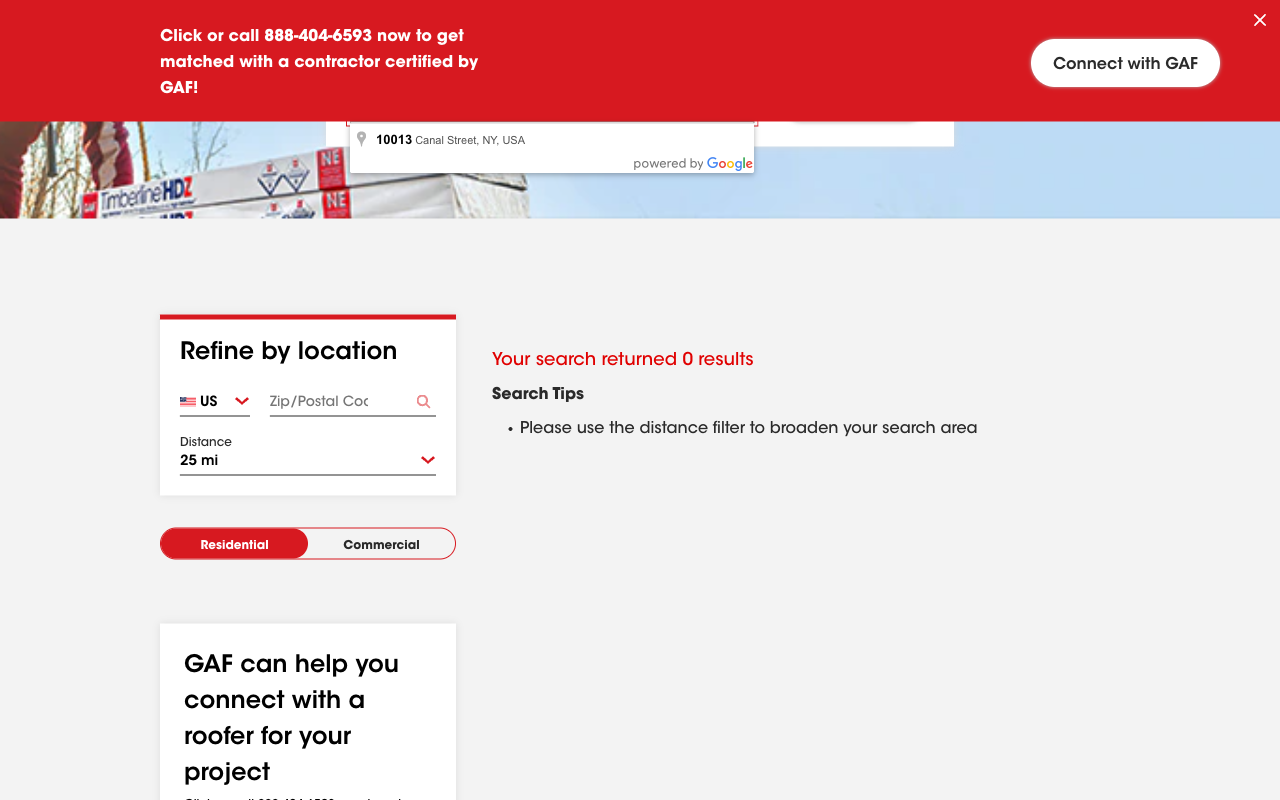 Click or call 888-404-6593 now to get
matched with a contractor certified by
GAF!
Connect with GAF
10013 Canal Street, NY, USA
powered by Google
NE
GAF TimberlineHDZ
NE
HDZ
Refine by location
US
Zip/Postal Coc
Your search returned 0 results
Search Tips
• Please use the distance filter to broaden your search area
Distance
25 mi
Residential
Commercial
GAF can help you
connect with a
roofer for your
project